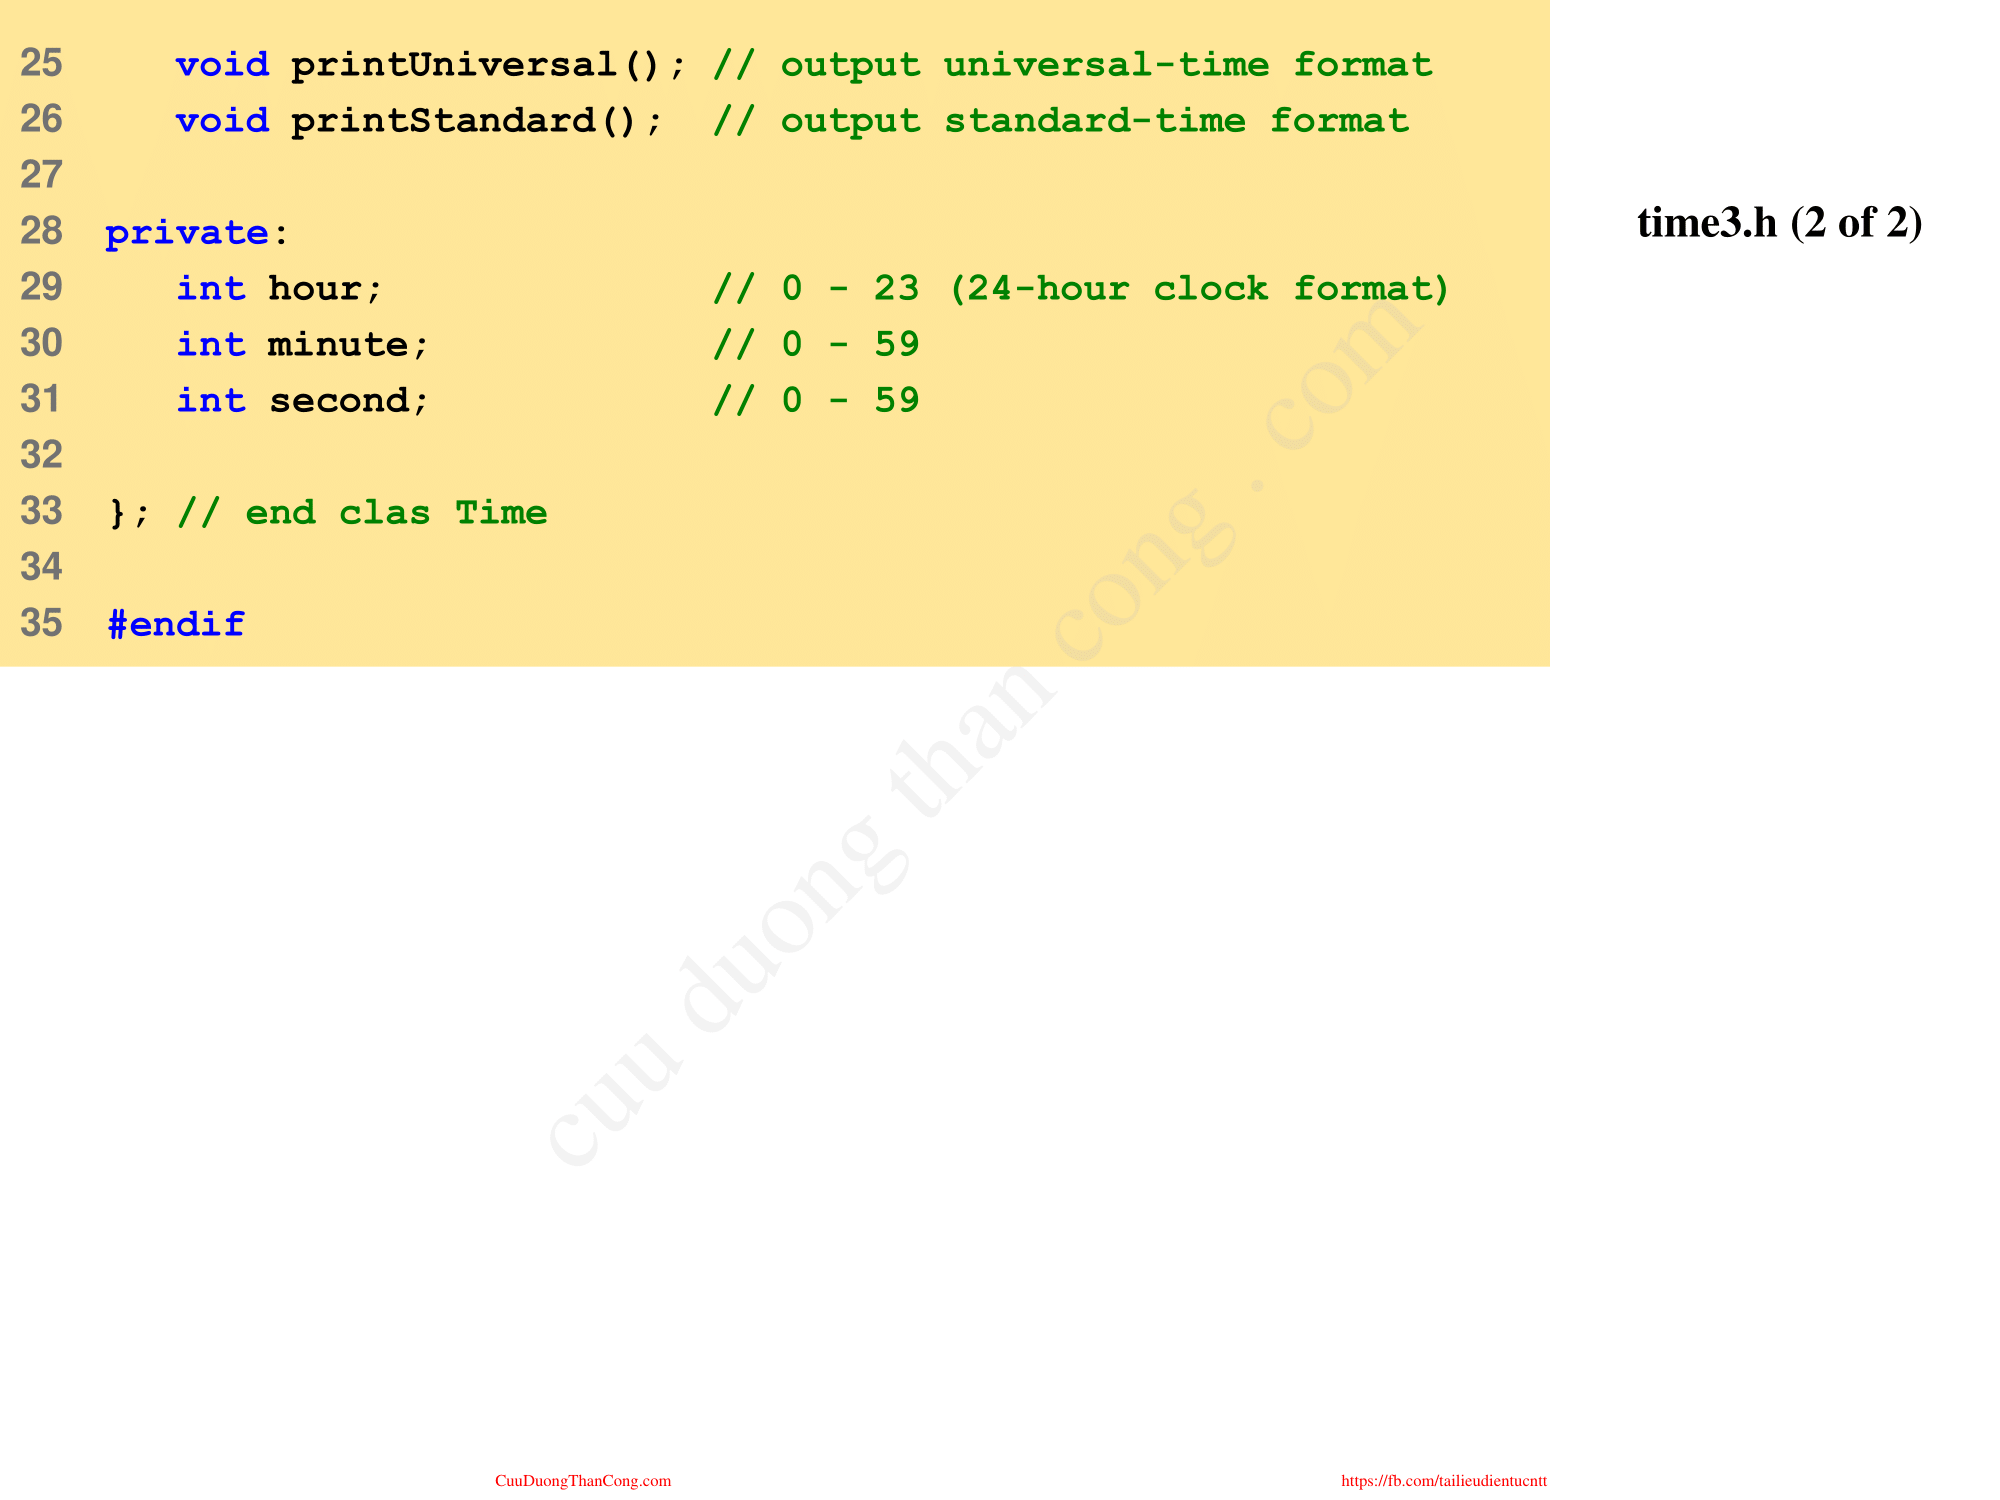 25 void printUniversal(); // output universal-time format
26 void printStandard(); // output standard-time format
27
28 private:
29 int hour; // 0 - 23 (24-hour clock format)
30 int minute; // 0 - 59
31 int second; // 0 - 59
32
33 }; // end clas Time
34
35 #endif
time3.h (2 of 2)
cuu duong than cong . com
CuuDuongThanCong.com
https://fb.com/tailieudientucntt